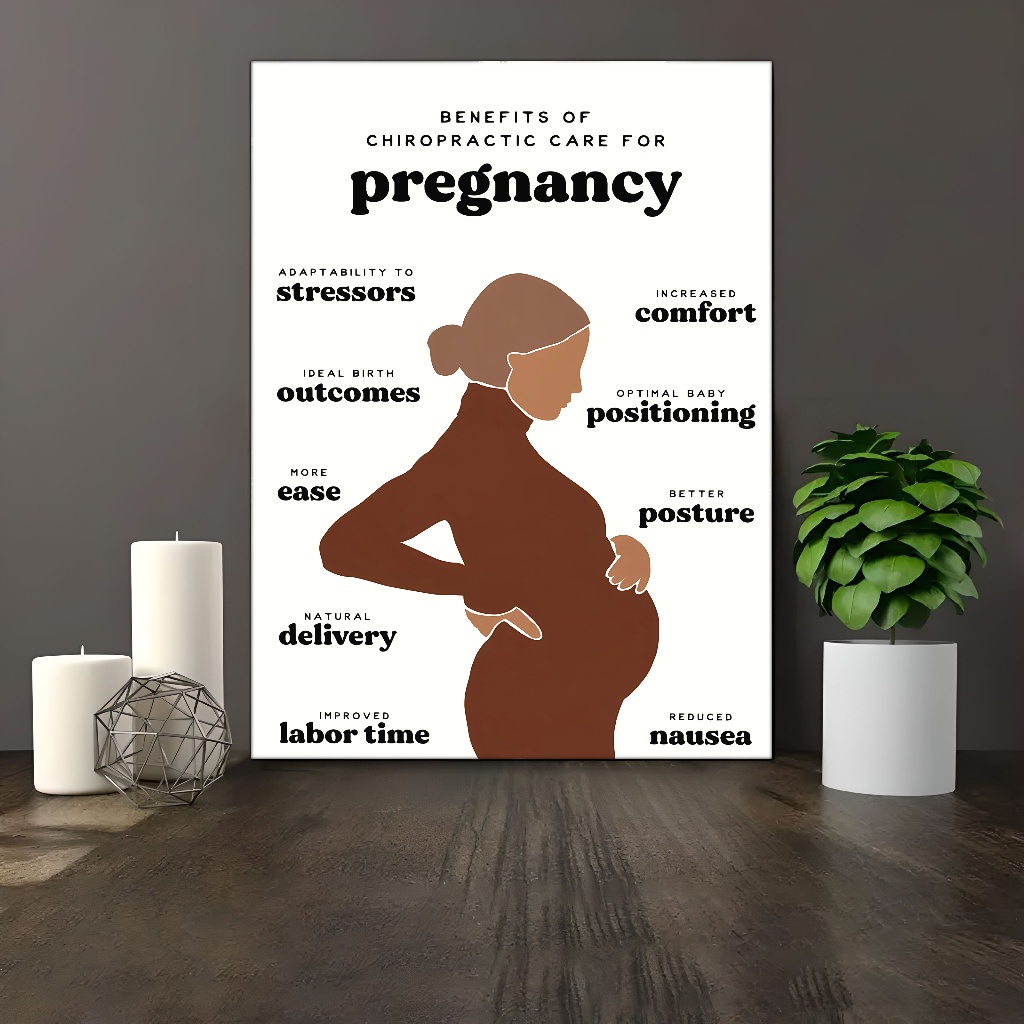 BENEFITS OF
CHIROPRACTIC CARE FOR
pregnancy
ADAPTABILITY TO
stressors
IDEAL BIRTH
outcomes
MORE
ease
NATURAL
delivery
IMPROVED
labor time
INCREASED
comfort
OPTIMAL BABY
positioning
BETTER
posture
REDUCED
nausea